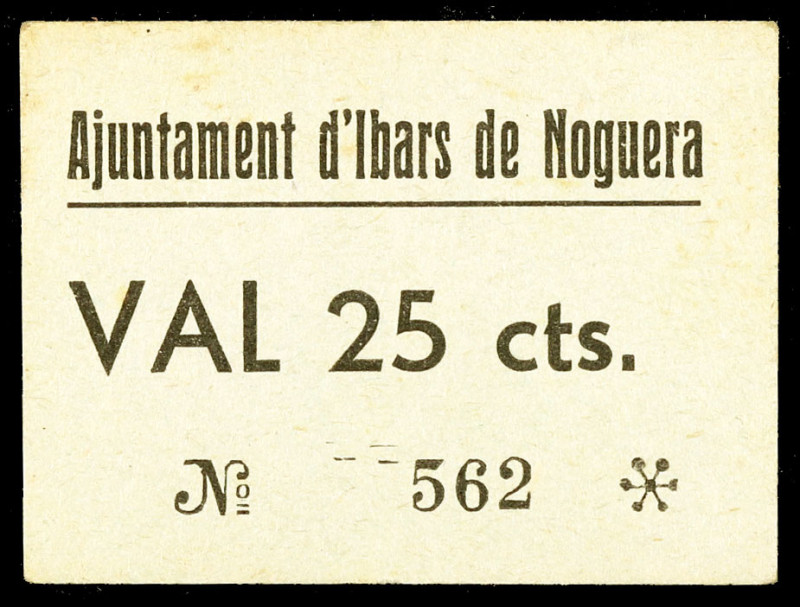 Ajuntament d'Ibars de Noguera
VAL 25 cts.
Nº 562 *